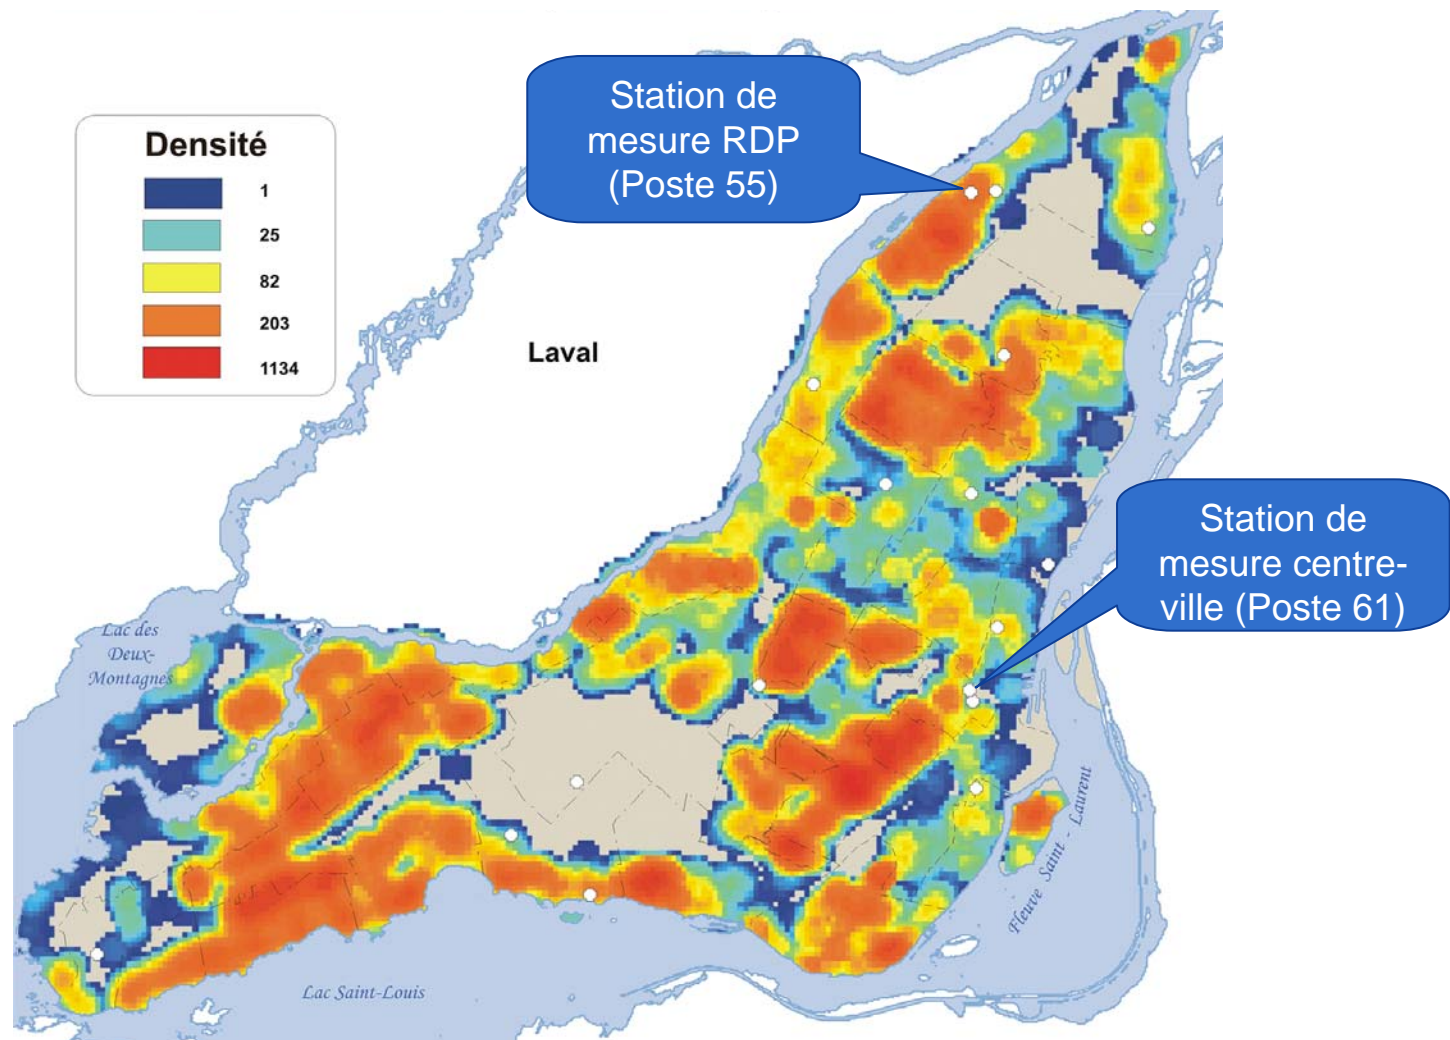 Station de
mesure RDP
(Poste 55)
Densité
1
25
82
203
1134
Laval
Station de
mesure centre-
ville (Poste 61)
Lac des
Deux-
Montagnes
Fleuve Saint - Laurent
Lac Saint-Louis